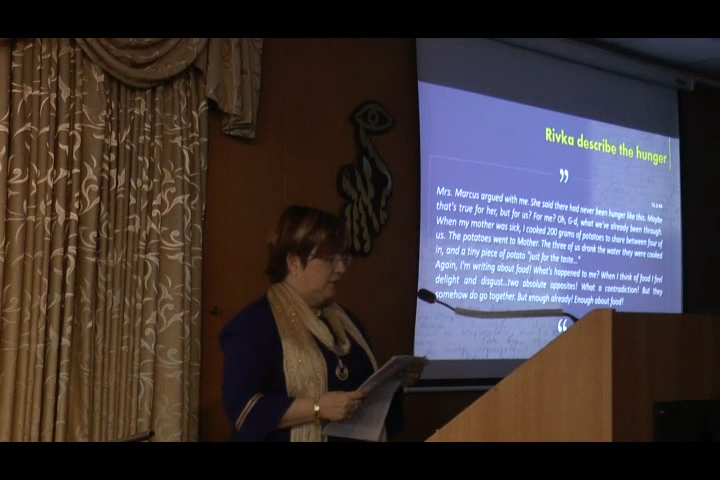 Rivka describe the hunger
”
Mrs. Marcus argued with me. She said there had never been hunger like this. Maybe
that's true for her, but for us? For me? Oh, G-d, what we've already been through.
When my mother was sick, I cooked 200 grams of potatoes to share between four of
us. The potatoes went to Mother. The three of us drank the water they were cooked
in, and a tiny piece of potato "just for the taste..."
Again, I'm writing about food! What's happened to me? When I think of food I feel
delight and disgust...two absolute opposites! What a contradiction! But they
somehow do go together. But enough already! Enough about food!
“